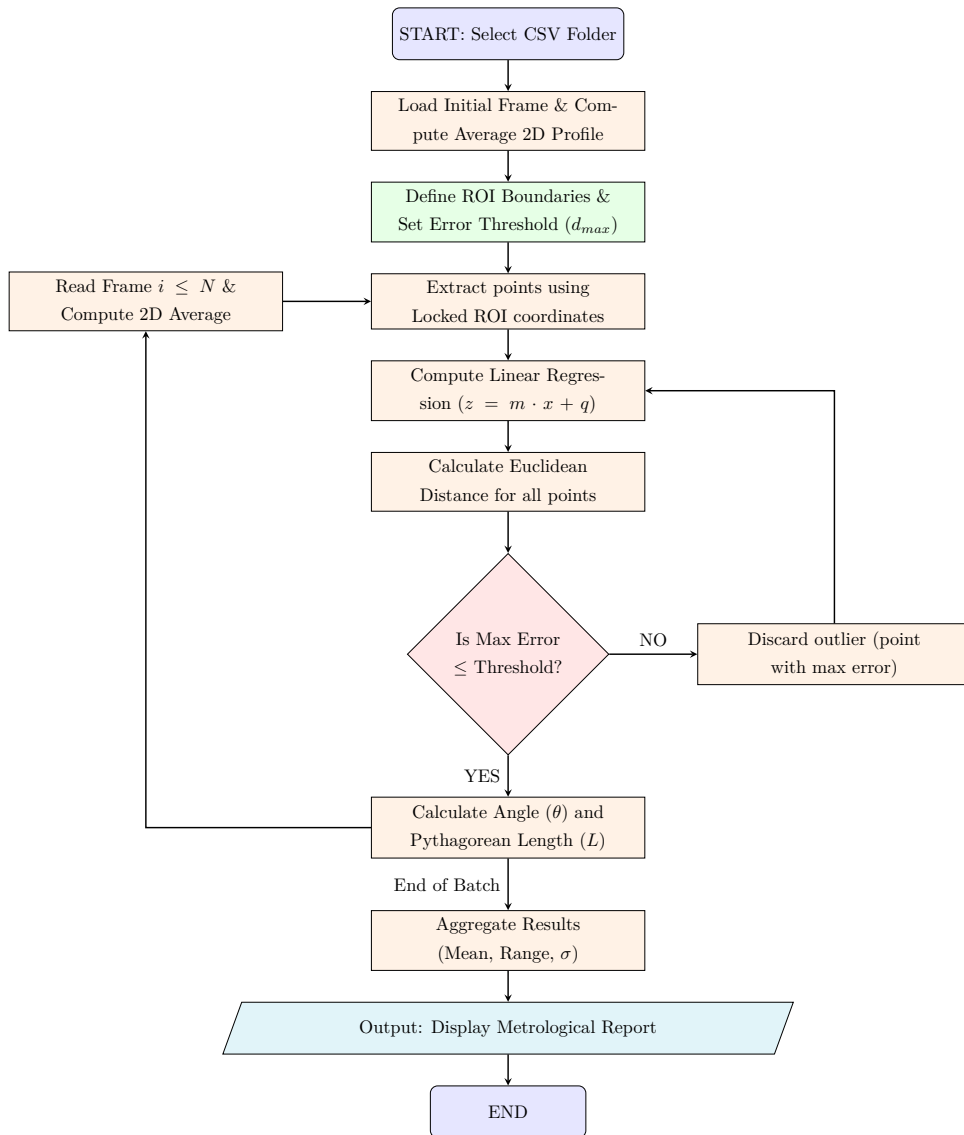 START: Select CSV Folder
Load Initial Frame & Com-
pute Average 2D Profile
Define ROI Boundaries &
Set Error Threshold (d_{max})
Read Frame i ≤ N &
Compute 2D Average
Extract points using
Locked ROI coordinates
Compute Linear Regres-
sion (z = m · x + q)
Calculate Euclidean
Distance for all points
Is Max Error
≤ Threshold?
NO
Discard outlier (point
with max error)
YES
Calculate Angle (θ) and
Pythagorean Length (L)
End of Batch
Aggregate Results
(Mean, Range, σ)
Output: Display Metrological Report
END